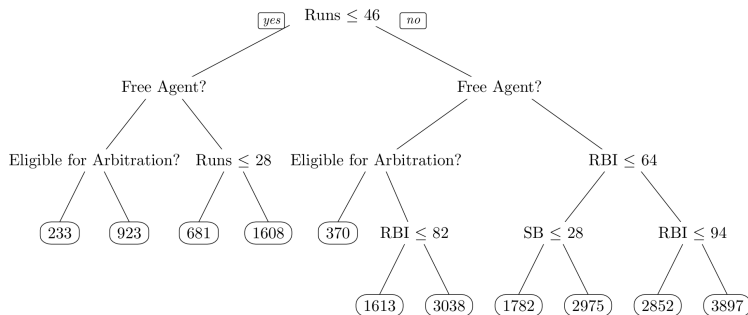 yes Runs ≤ 46 no
Free Agent? Free Agent?
Eligible for Arbitration? Runs ≤ 28 Eligible for Arbitration? RBI ≤ 64
233 923 681 1608 370 RBI ≤ 82 SB ≤ 28 RBI ≤ 94
1613 3038 1782 2975 2852 3897